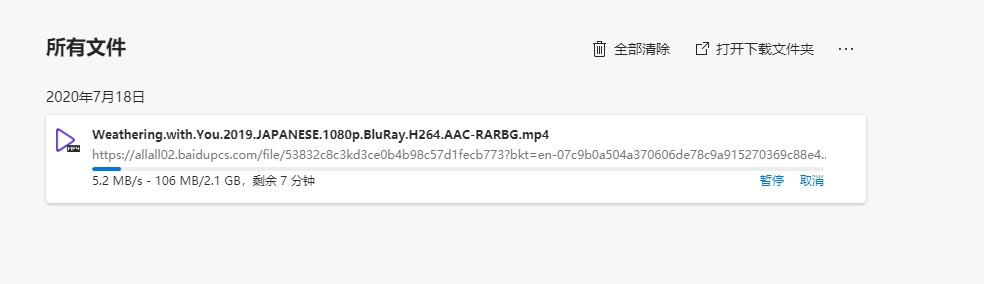 所有文件
全部清除 打开下载文件夹 ...
2020年7月18日
Weathering.with.You.2019.JAPANESE.1080p.BluRay.H264.AAC-RARBG.mp4
MP4
https://allall02.baidupcs.com/file/53832c8c3kd3ce0b4b98c57d1fecb773?bkt=en-07c9b0a504a370606de78c9a915270369c88e4...
5.2 MB/s - 106 MB/2.1 GB，剩余 7 分钟 暂停 取消